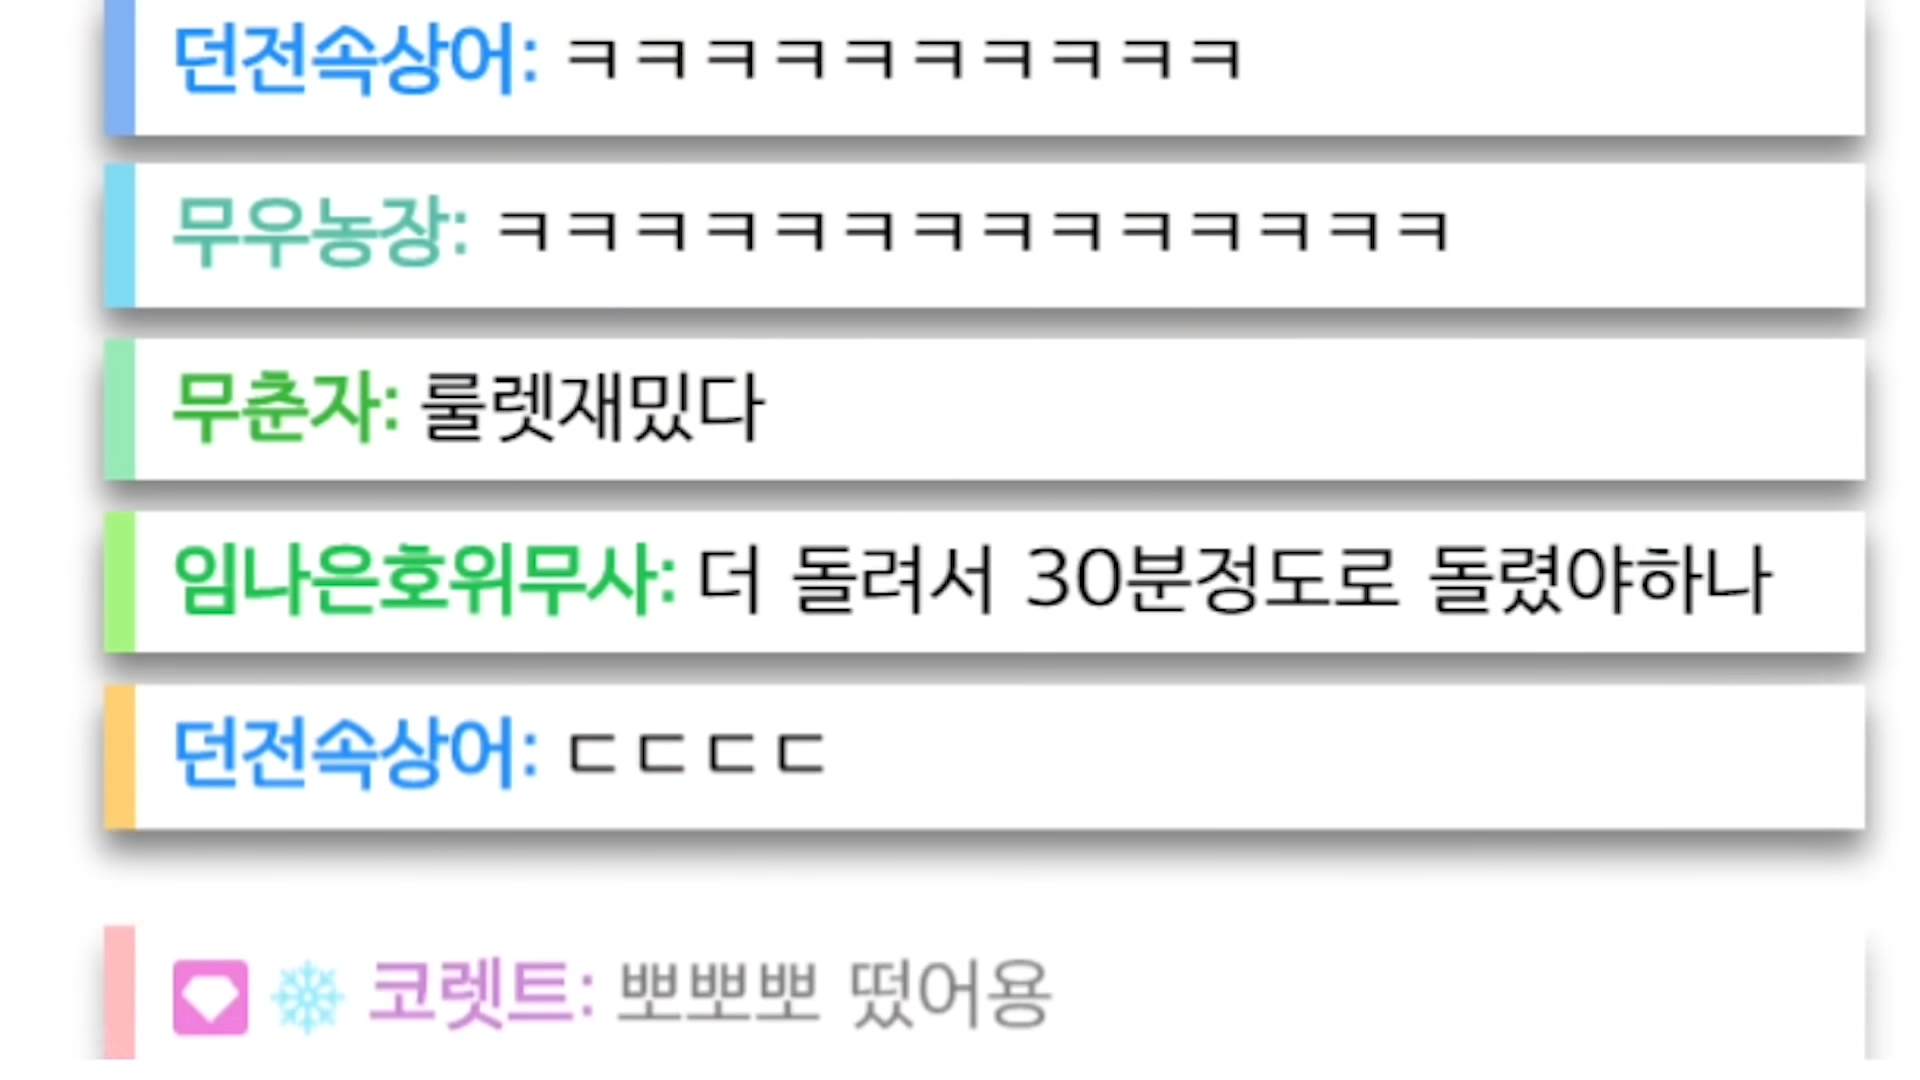 던전속상어: ㅋㅋㅋㅋㅋㅋㅋㅋㅋㅋ
무우농장: ㅋㅋㅋㅋㅋㅋㅋㅋㅋㅋㅋㅋㅋㅋ
무춘자: 룰렛재밌다
임나은호위무사: 더 돌려서 30분정도로 돌렸야하나
던전속상어: ㄷㄷㄷㄷ
코렛트: 뽀뽀뽀 떴어용